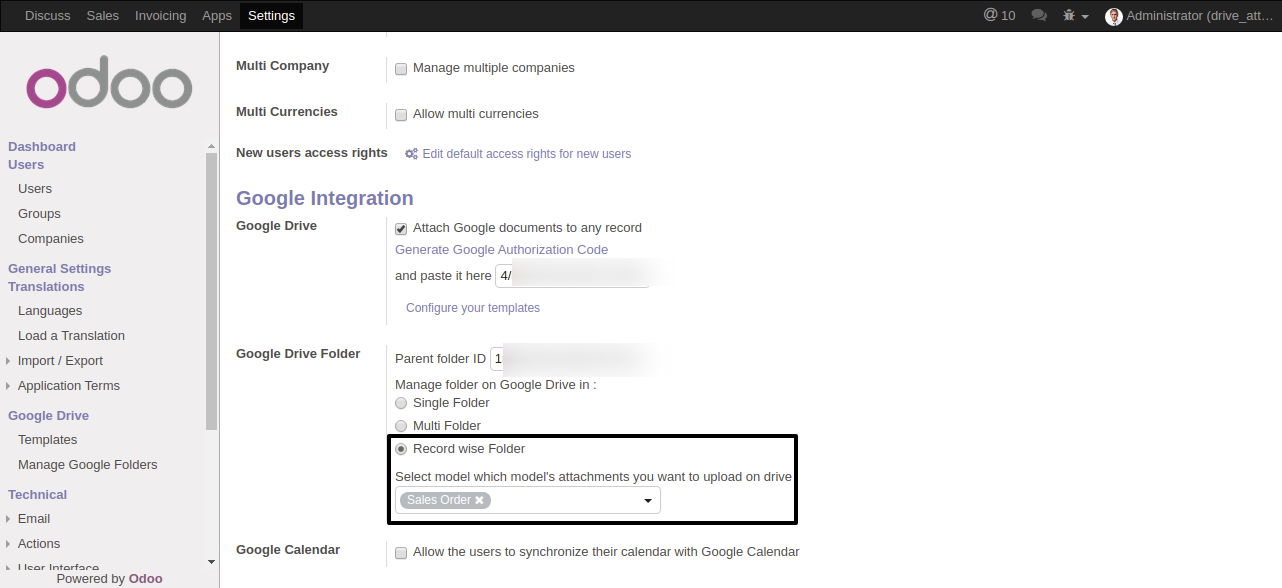 Discuss Sales Invoicing Apps Settings @ 10 Administrator (drive_att...
odoo
Dashboard
Users
Users
Groups
Companies
General Settings
Translations
Languages
Load a Translation
Import / Export
Application Terms
Google Drive
Templates
Manage Google Folders
Technical
Email
Actions
User Interface
Powered by Odoo
Multi Company Manage multiple companies
Multi Currencies Allow multi currencies
New users access rights Edit default access rights for new users
Google Integration
Google Drive Attach Google documents to any record
Generate Google Authorization Code
and paste it here 4/
Configure your templates
Google Drive Folder Parent folder ID 1
Manage folder on Google Drive in :
Single Folder
Multi Folder
Record wise Folder
Select model which model's attachments you want to upload on drive
Sales Order
Google Calendar Allow the users to synchronize their calendar with Google Calendar